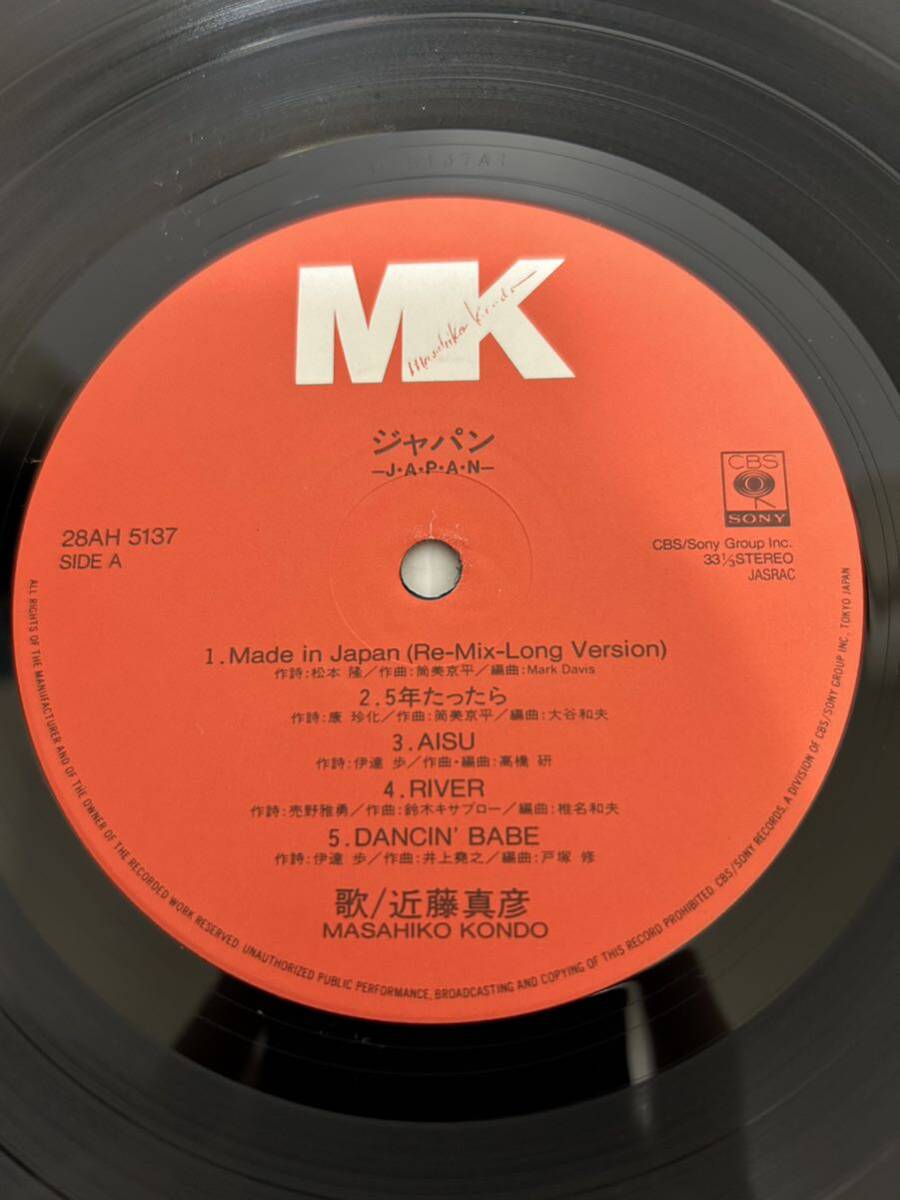 MK
Masahiko Kondo
ジャパン
—J·A·P·A·N—
28AH 5137
SIDE A
CBS
SONY
CBS/Sony Group Inc.
33⅓STEREO
JASRAC
1.Made in Japan (Re-Mix-Long Version)
作詩:松本 隆/作曲:筒美京平/編曲:Mark Davis
2.5年たったら
作詩:康 珍化/作曲:筒美京平/編曲:大谷和夫
3.AISU
作詩:伊達 歩/作曲・編曲:高橋 研
4.RIVER
作詩:売野雅勇/作曲:鈴木キサブロー/編曲:椎名和夫
5.DANCIN' BABE
作詩:伊達 歩/作曲:井上堯之/編曲:戸塚 修
歌/近藤真彦
MASAHIKO KONDO
ALL RIGHTS OF THE MANUFACTURER AND OF THE OWNER OF THE RECORDED WORK RESERVED. UNAUTHORIZED PUBLIC PERFORMANCE, BROADCASTING AND COPYING OF THIS RECORD PROHIBITED. CBS/SONY RECORDS, A DIVISION OF CBS/SONY GROUP INC. TOKYO JAPAN